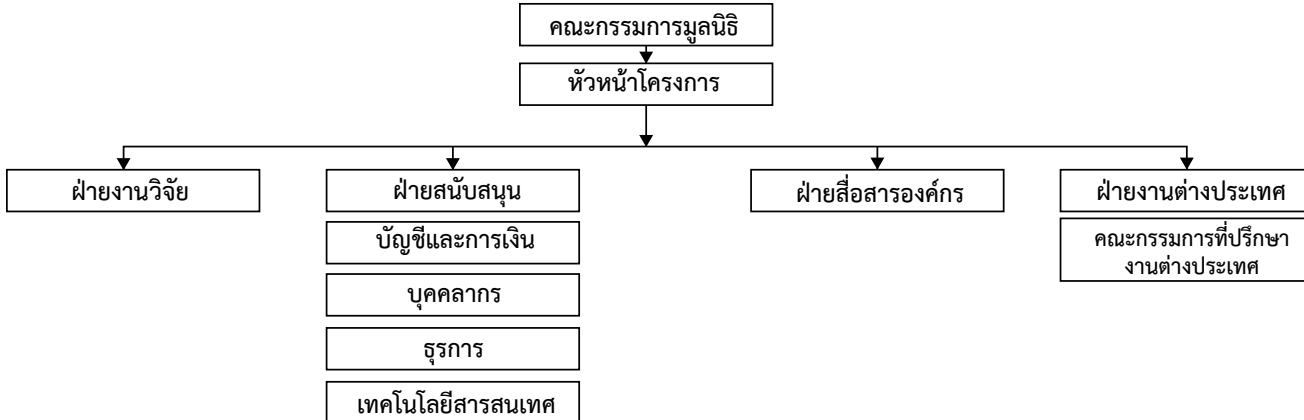 คณะกรรมการมูลนิธิ
หัวหน้าโครงการ
ฝ่ายงานวิจัย
ฝ่ายสนับสนุน
ฝ่ายสื่อสารองค์กร
ฝ่ายงานต่างประเทศ
บัญชีและการเงิน
คณะกรรมการที่ปรึกษา
งานต่างประเทศ
บุคคลากร
ธุรการ
เทคโนโลยีสารสนเทศ